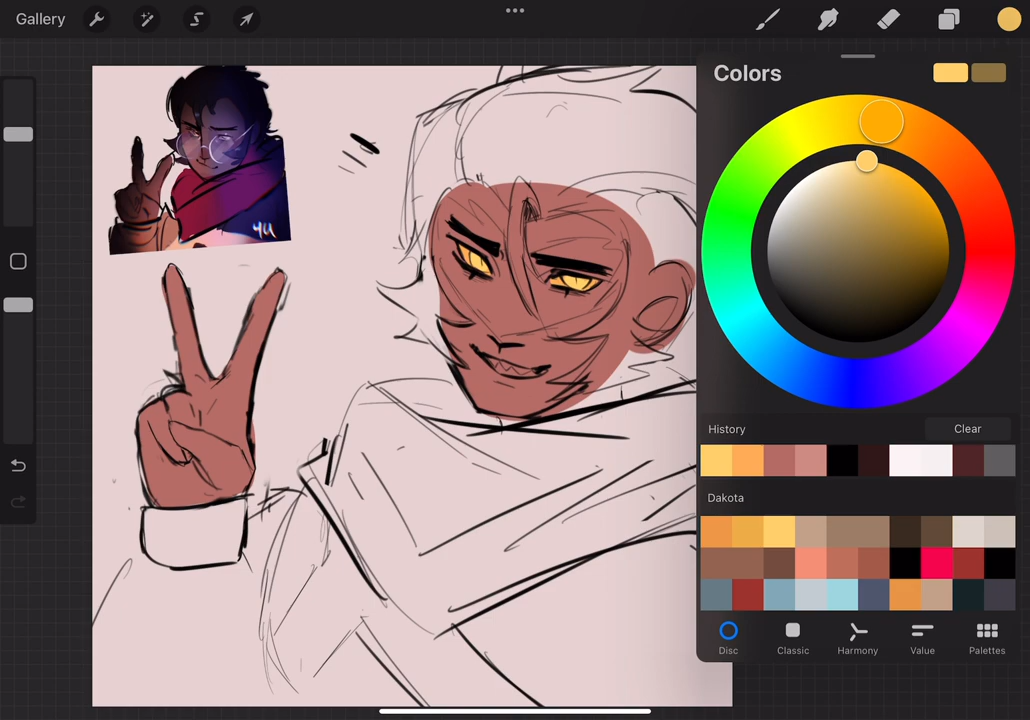 Gallery
Colors
History
Clear
Dakota
Disc
Classic
Harmony
Value
Palettes